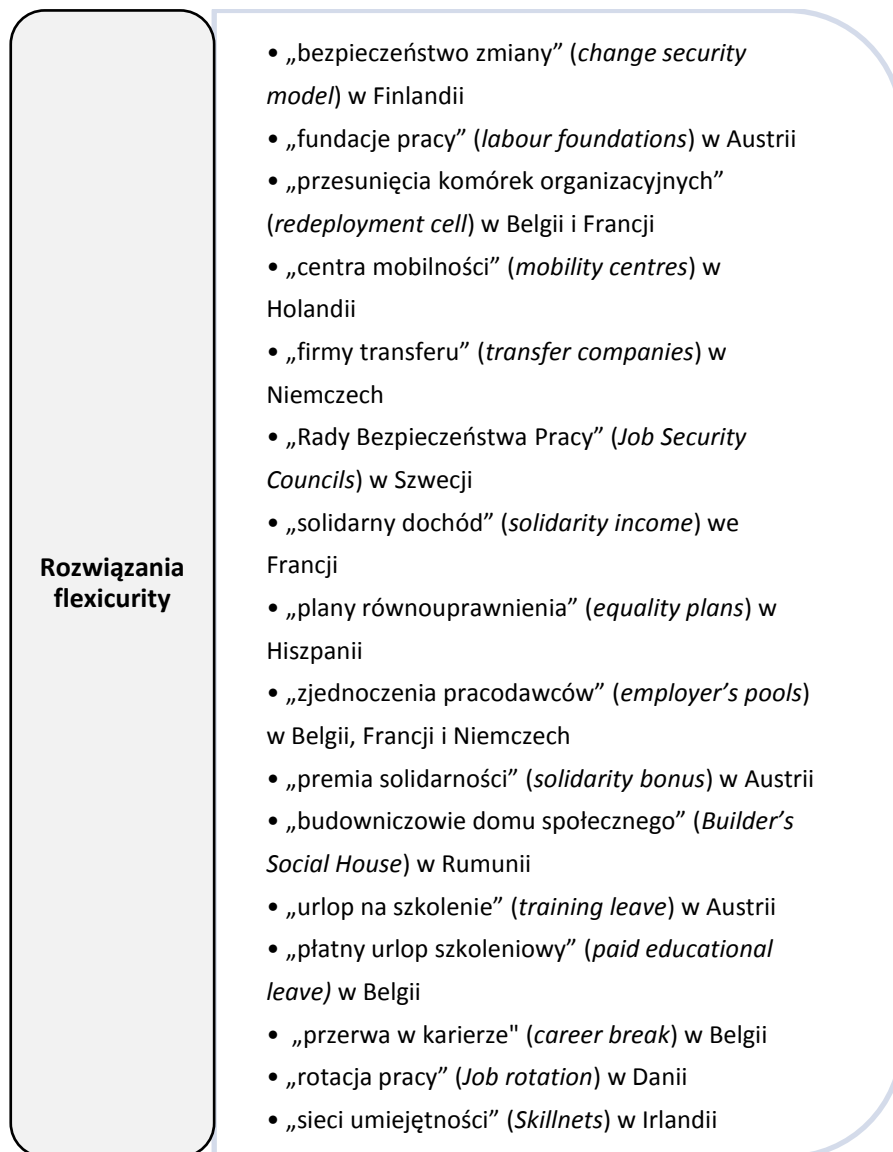 Rozwiązania
flexicurity
• „bezpieczeństwo zmiany” (change security
model) w Finlandii
• „fundacje pracy” (labour foundations) w Austrii
• „przesunięcia komórek organizacyjnych”
(redeployment cell) w Belgii i Francji
• „centra mobilności” (mobility centres) w
Holandii
• „firmy transferu” (transfer companies) w
Niemczech
• „Rady Bezpieczeństwa Pracy” (Job Security
Councils) w Szwecji
• „solidarny dochód” (solidarity income) we
Francji
• „plany równouprawnienia” (equality plans) w
Hiszpanii
• „zjednoczenia pracodawców” (employer’s pools)
w Belgii, Francji i Niemczech
• „premia solidarności” (solidarity bonus) w Austrii
• „budowniczowie domu społecznego” (Builder’s
Social House) w Rumunii
• „urlop na szkolenie” (training leave) w Austrii
• „płatny urlop szkoleniowy” (paid educational
leave) w Belgii
• „przerwa w karierze" (career break) w Belgii
• „rotacja pracy” (Job rotation) w Danii
• „sieci umiejętności” (Skillnets) w Irlandii